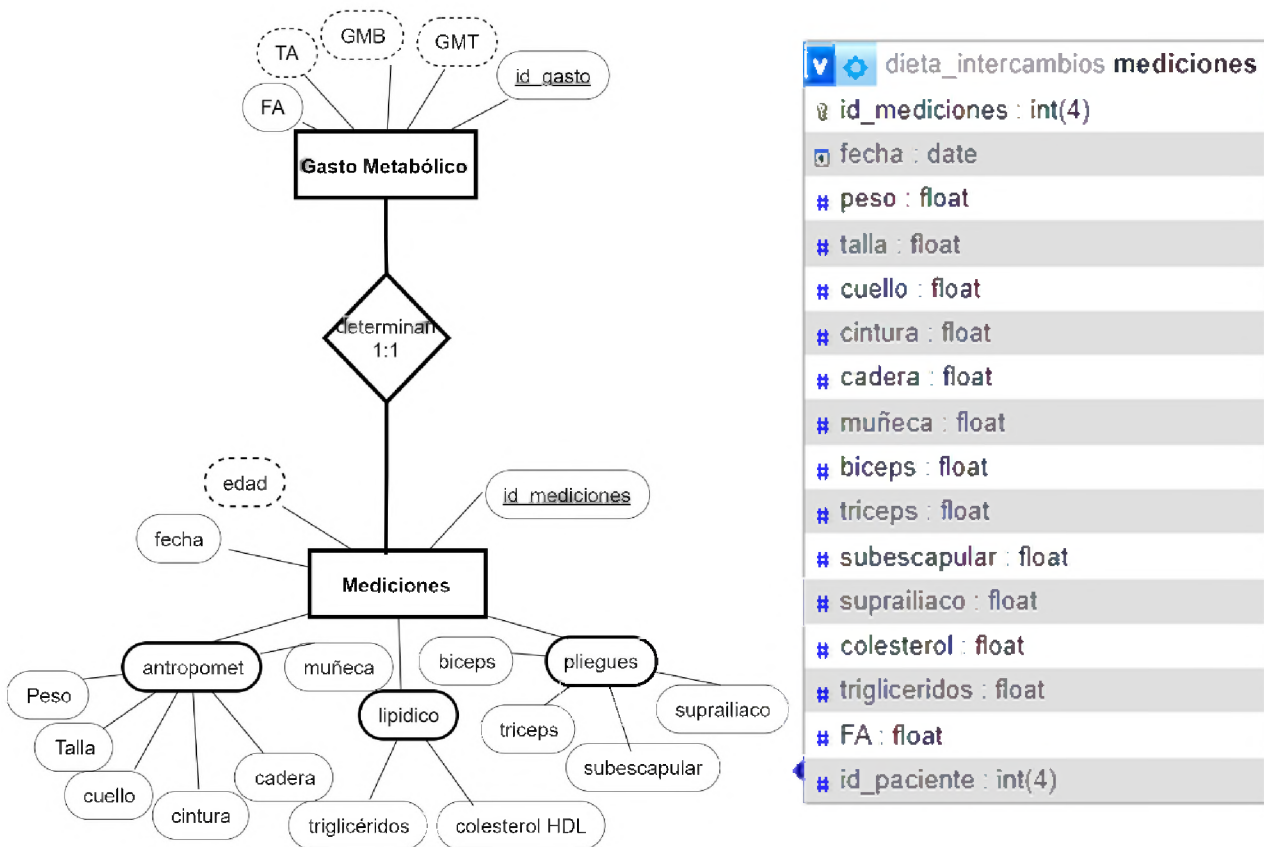 TA
GMB
GMT
id_gasto
FA
Gasto Metabólico
determinan
1:1
edad
id_mediciones
fecha
Mediciones
antropomet
muñeca
biceps
pliegues
Peso
lipidico
suprailiaco
Talla
triceps
cuello
cadera
subescapular
cintura
triglicéridos
colesterol HDL
v dieta_intercambios mediciones
id_mediciones : int(4)
fecha : date
# peso : float
# talla : float
# cuello : float
# cintura : float
# cadera : float
# muñeca : float
# biceps : float
# triceps : float
# subescapular : float
# suprailiaco : float
# colesterol : float
# trigliceridos : float
# FA : float
# id_paciente : int(4)